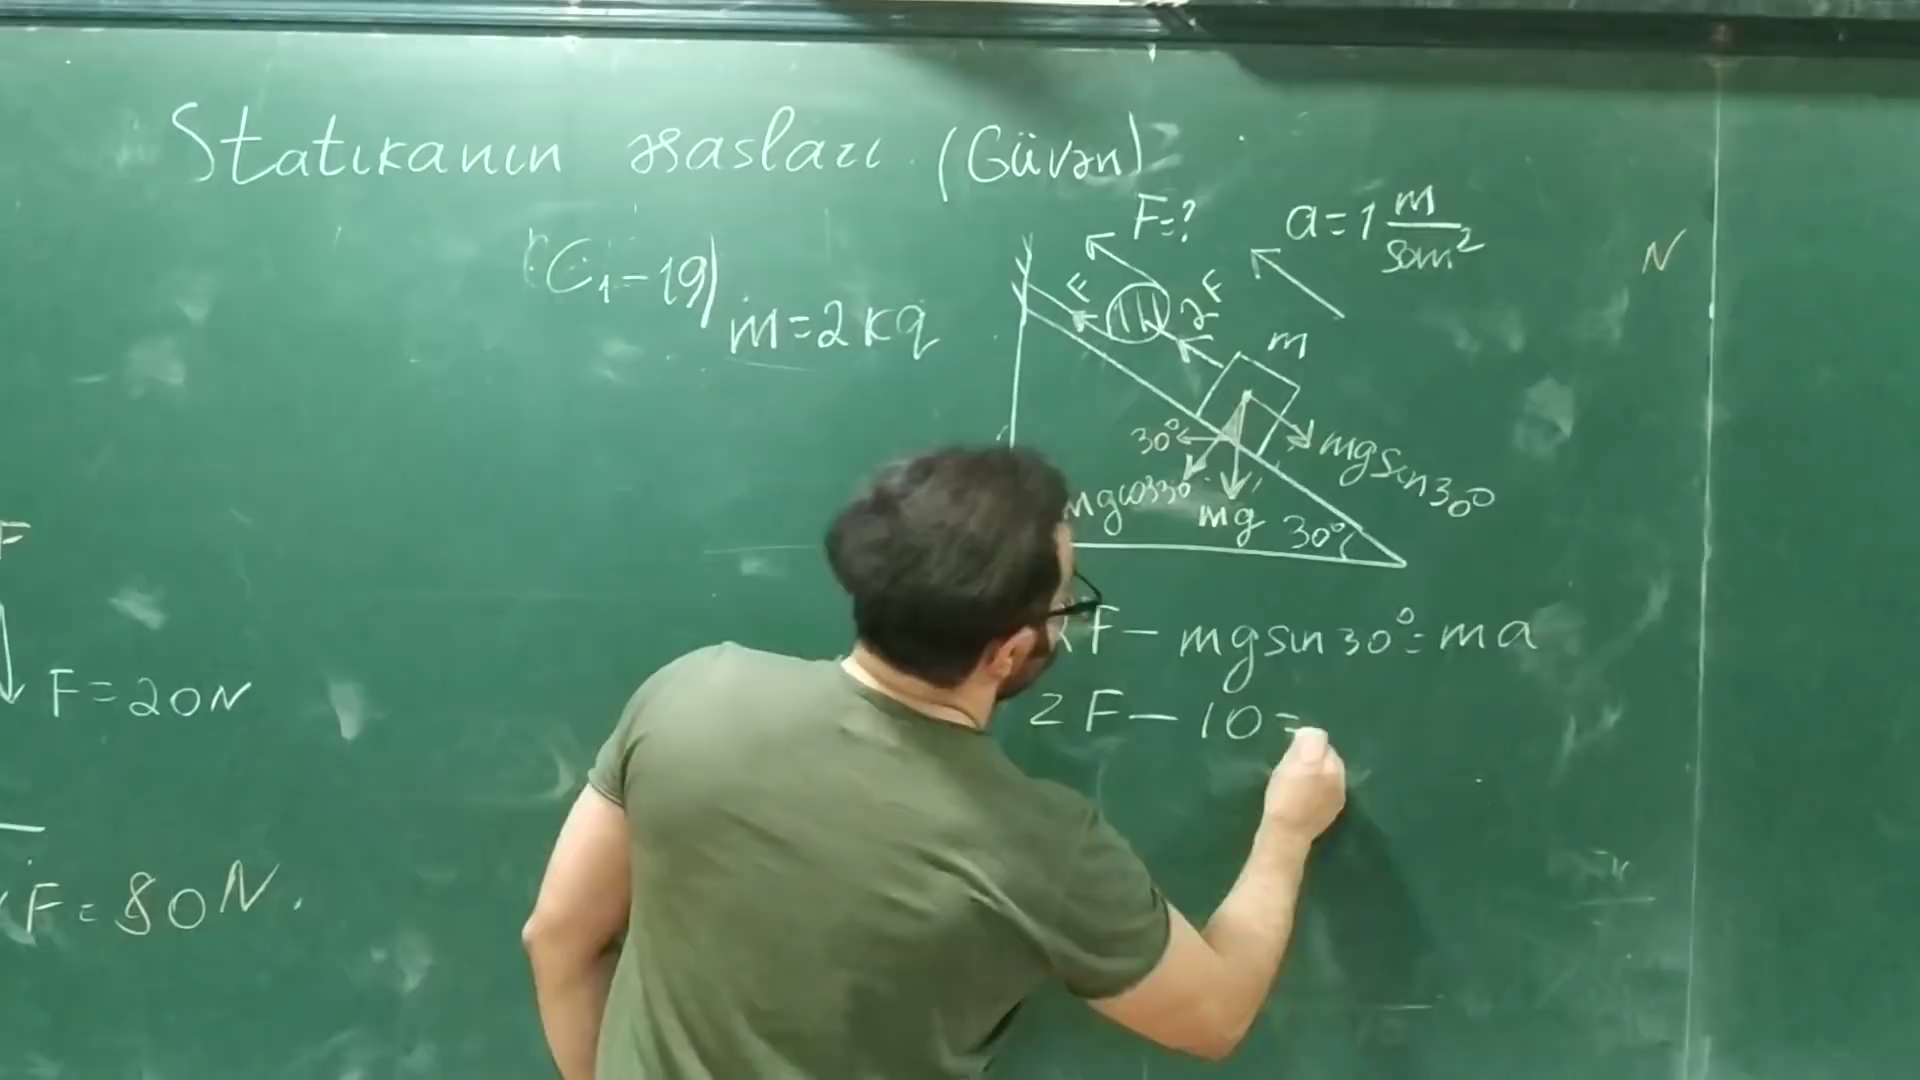 Statikanın əsasları (Güvən)
C₁-19) m=2kq
F=?
a=1 m/san²
N
F
2F
m
30°
mgsin30°
mgcos30°
mg
30°
F
2F - mgsin30° = ma
F=20N
2F - 10 =
F=80N.